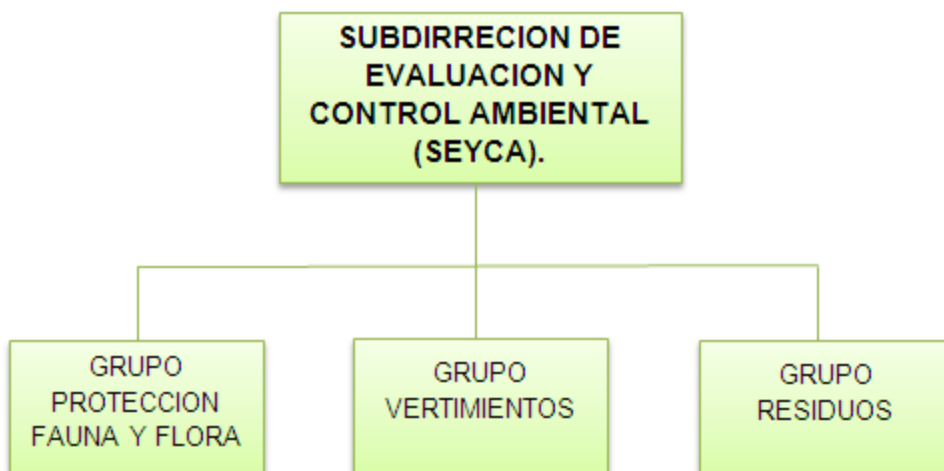 SUBDIRRECION DE
EVALUACION Y
CONTROL AMBIENTAL
(SEYCA).
GRUPO
PROTECCION
FAUNA Y FLORA
GRUPO
VERTIMIENTOS
GRUPO
RESIDUOS